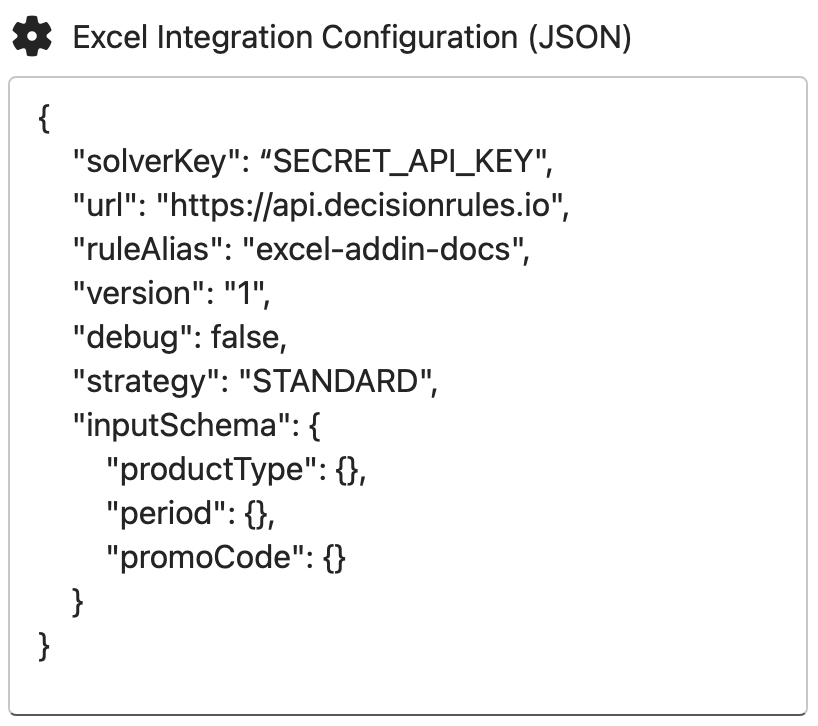 Excel Integration Configuration (JSON)
{
"solverKey": “SECRET_API_KEY",
"url": "https://api.decisionrules.io",
"ruleAlias": "excel-addin-docs",
"version": "1",
"debug": false,
"strategy": "STANDARD",
"inputSchema": {
"productType": {},
"period": {},
"promoCode": {}
}
}